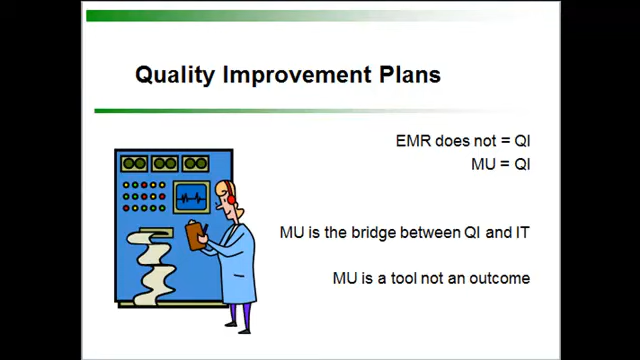 Quality Improvement Plans
EMR does not = QI
MU = QI
MU is the bridge between QI and IT
MU is a tool not an outcome